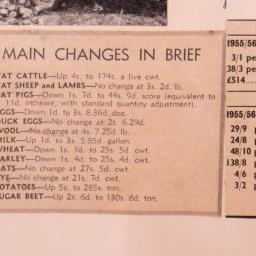 MAIN CHANGES IN BRIEF
FAT CATTLE—Up 4s. to 174s. a live cwt.
FAT SHEEP and LAMBS—No change at 3s. 2d. lb.
FAT PIGS—Down 1s. 7d. to 44s. 9d. score (equivalent to
11d. increase, with standard quantity adjustment).
EGGS—Down 1d. to 3s. 8.36d. doz.
DUCK EGGS—No change at 2s. 6.29d.
WOOL—No change at 4s. 7.25d. lb.
MILK—Up 1d. to 3s. 5.85d. gallon.
WHEAT—Down 1s. 1d. to 25s. 5d. cwt.
BARLEY—Down 1s. 4d. to 25s. 4d. cwt.
OATS—No change at 27s. 5d. cwt.
RYE—No change at 21s. 7d. cwt.
POTATOES—Up 5s. to 285s. ton.
SUGAR BEET—Up 2s. 6d. to 130s. 6d. ton.
1955/56
3/1 pe
38/3 pe
£514....
1955/56
29/9 p
24/8 p
48/10 p
138/8 p
4/6 p
3/2 p